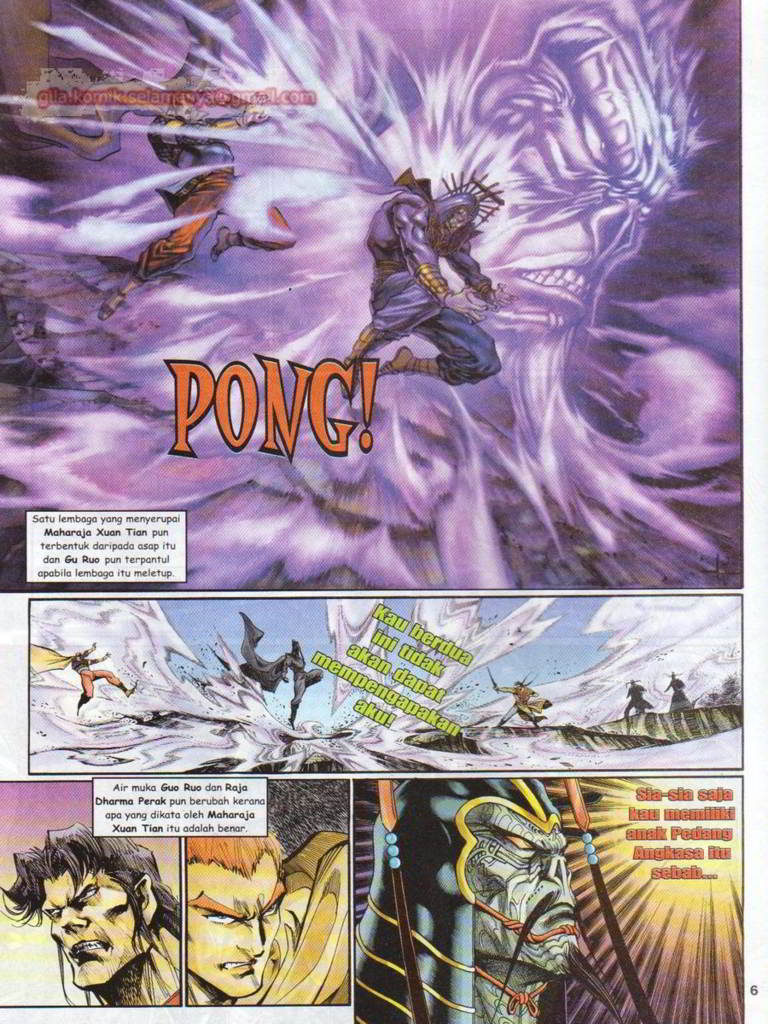 gila.komik.selamanya@gmail.com
PONG!
Satu lembaga yang menyerupai
Maharaja Xuan Tian pun
terbentuk daripada asap itu
dan Gu Ruo pun terpantul
apabila lembaga itu meletup.
Kau berdua
ini tidak
akan dapat
mempengapakan
aku!
Air muka Guo Ruo dan Raja
Dharma Perak pun berubah kerana
apa yang dikata oleh Maharaja
Xuan Tian itu adalah benar.
Sia-sia saja
kau memiliki
anak Pedang
Angkasa itu
sebab...
6